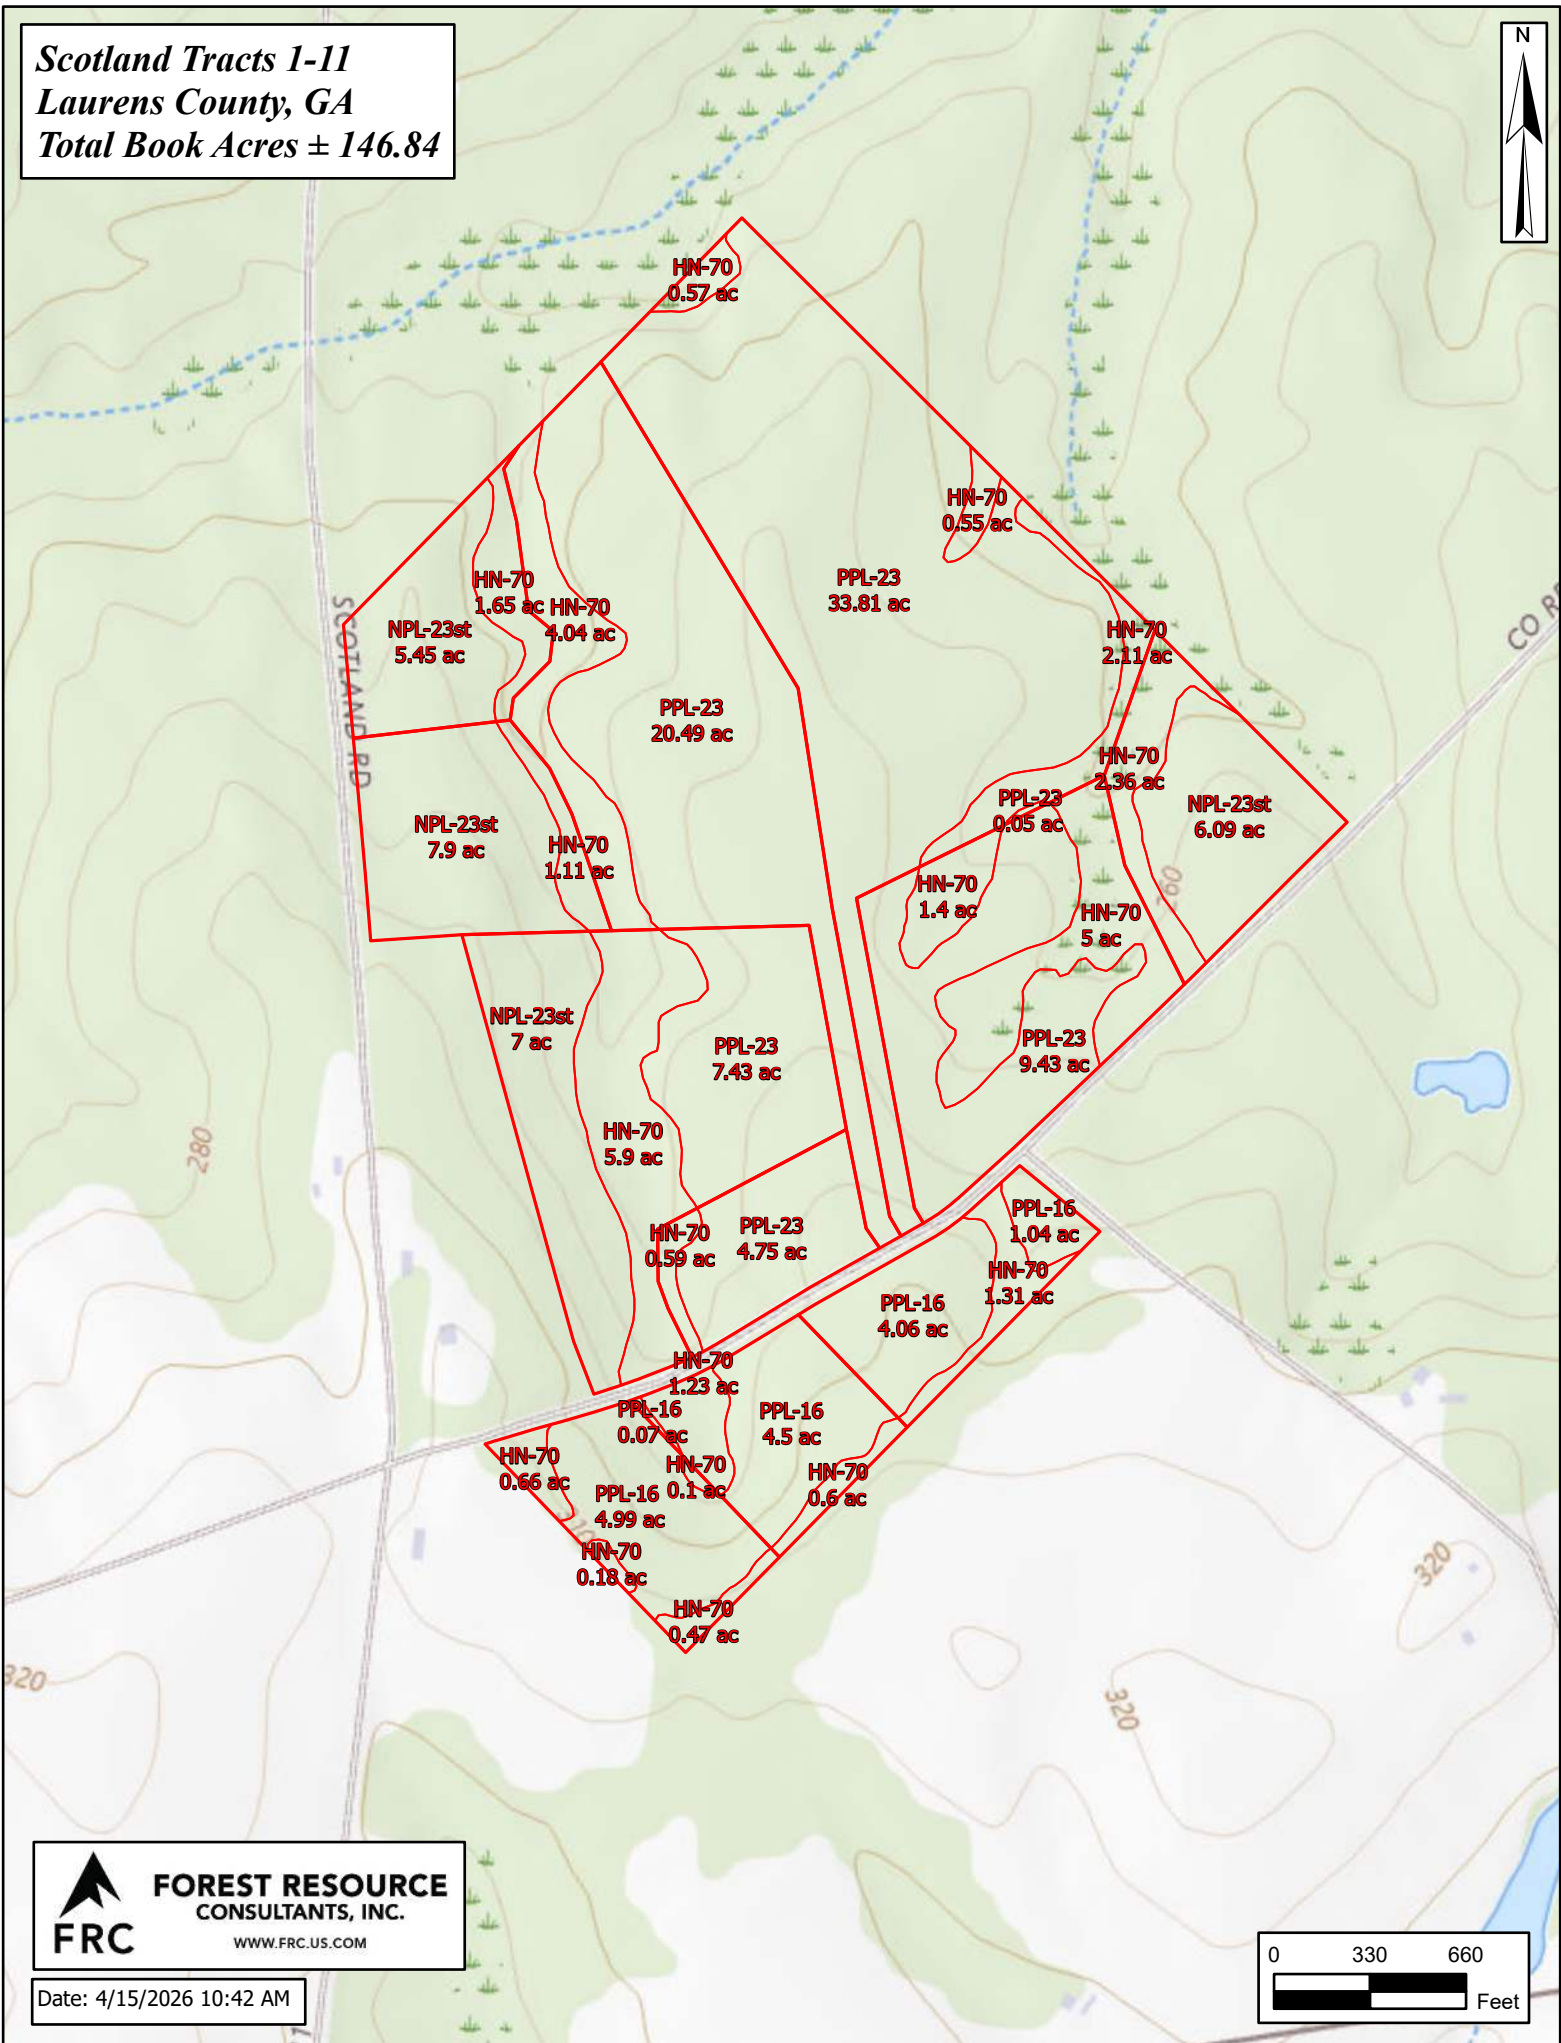 Scotland Tracts 1-11
Laurens County, GA
Total Book Acres ± 146.84
N
HN-70
0.57 ac
HN-70
0.55 ac
PPL-23
33.81 ac
HN-70
1.65 ac
HN-70
4.04 ac
NPL-23st
5.45 ac
HN-70
2.11 ac
SCOTLAND RD
CO RD
PPL-23
20.49 ac
HN-70
2.36 ac
PPL-23
0.05 ac
NPL-23st
6.09 ac
NPL-23st
7.9 ac
HN-70
1.11 ac
HN-70
1.4 ac
260
HN-70
5 ac
NPL-23st
7 ac
PPL-23
7.43 ac
PPL-23
9.43 ac
280
HN-70
5.9 ac
PPL-16
1.04 ac
HN-70
0.59 ac
PPL-23
4.75 ac
HN-70
1.31 ac
PPL-16
4.06 ac
HN-70
1.23 ac
PPL-16
0.07 ac
PPL-16
4.5 ac
HN-70
0.66 ac
HN-70
0.1 ac
HN-70
0.6 ac
PPL-16
4.99 ac
HN-70
0.18 ac
320
HN-70
0.47 ac
320
320
FRC
FOREST RESOURCE
CONSULTANTS, INC.
WWW.FRC.US.COM
Date: 4/15/2026 10:42 AM
0 330 660
Feet